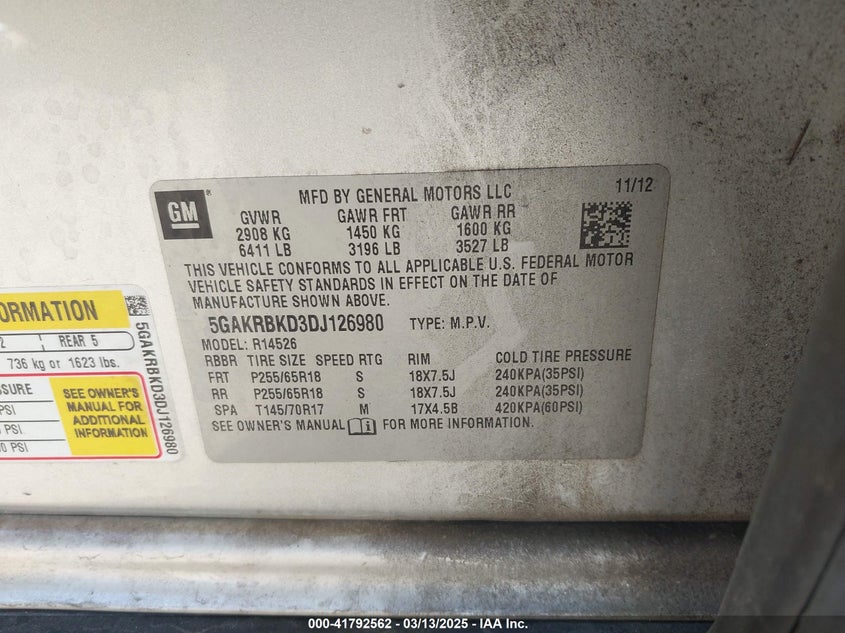 GM
MFD BY GENERAL MOTORS LLC 11/12
GVWR GAWR FRT GAWR RR
2908 KG 1450 KG 1600 KG
6411 LB 3196 LB 3527 LB
THIS VEHICLE CONFORMS TO ALL APPLICABLE U.S. FEDERAL MOTOR
VEHICLE SAFETY STANDARDS IN EFFECT ON THE DATE OF
MANUFACTURE SHOWN ABOVE.
5GAKRBKD3DJ126980 TYPE: M.P.V.
MODEL: R14526
RBBR TIRE SIZE SPEED RTG RIM COLD TIRE PRESSURE
FRT P255/65R18 S 18X7.5J 240KPA(35PSI)
RR P255/65R18 S 18X7.5J 240KPA(35PSI)
SPA T145/70R17 M 17X4.5B 420KPA(60PSI)
SEE OWNER'S MANUAL FOR MORE INFORMATION.
ORMATION
2 REAR 5
736 kg or 1623 lbs.
SSURE
PSI
PSI
0 PSI
SEE OWNER'S
MANUAL FOR
ADDITIONAL
INFORMATION
5GAKRBKD3DJ126980
000-41792562 — 03/13/2025 — IAA Inc.